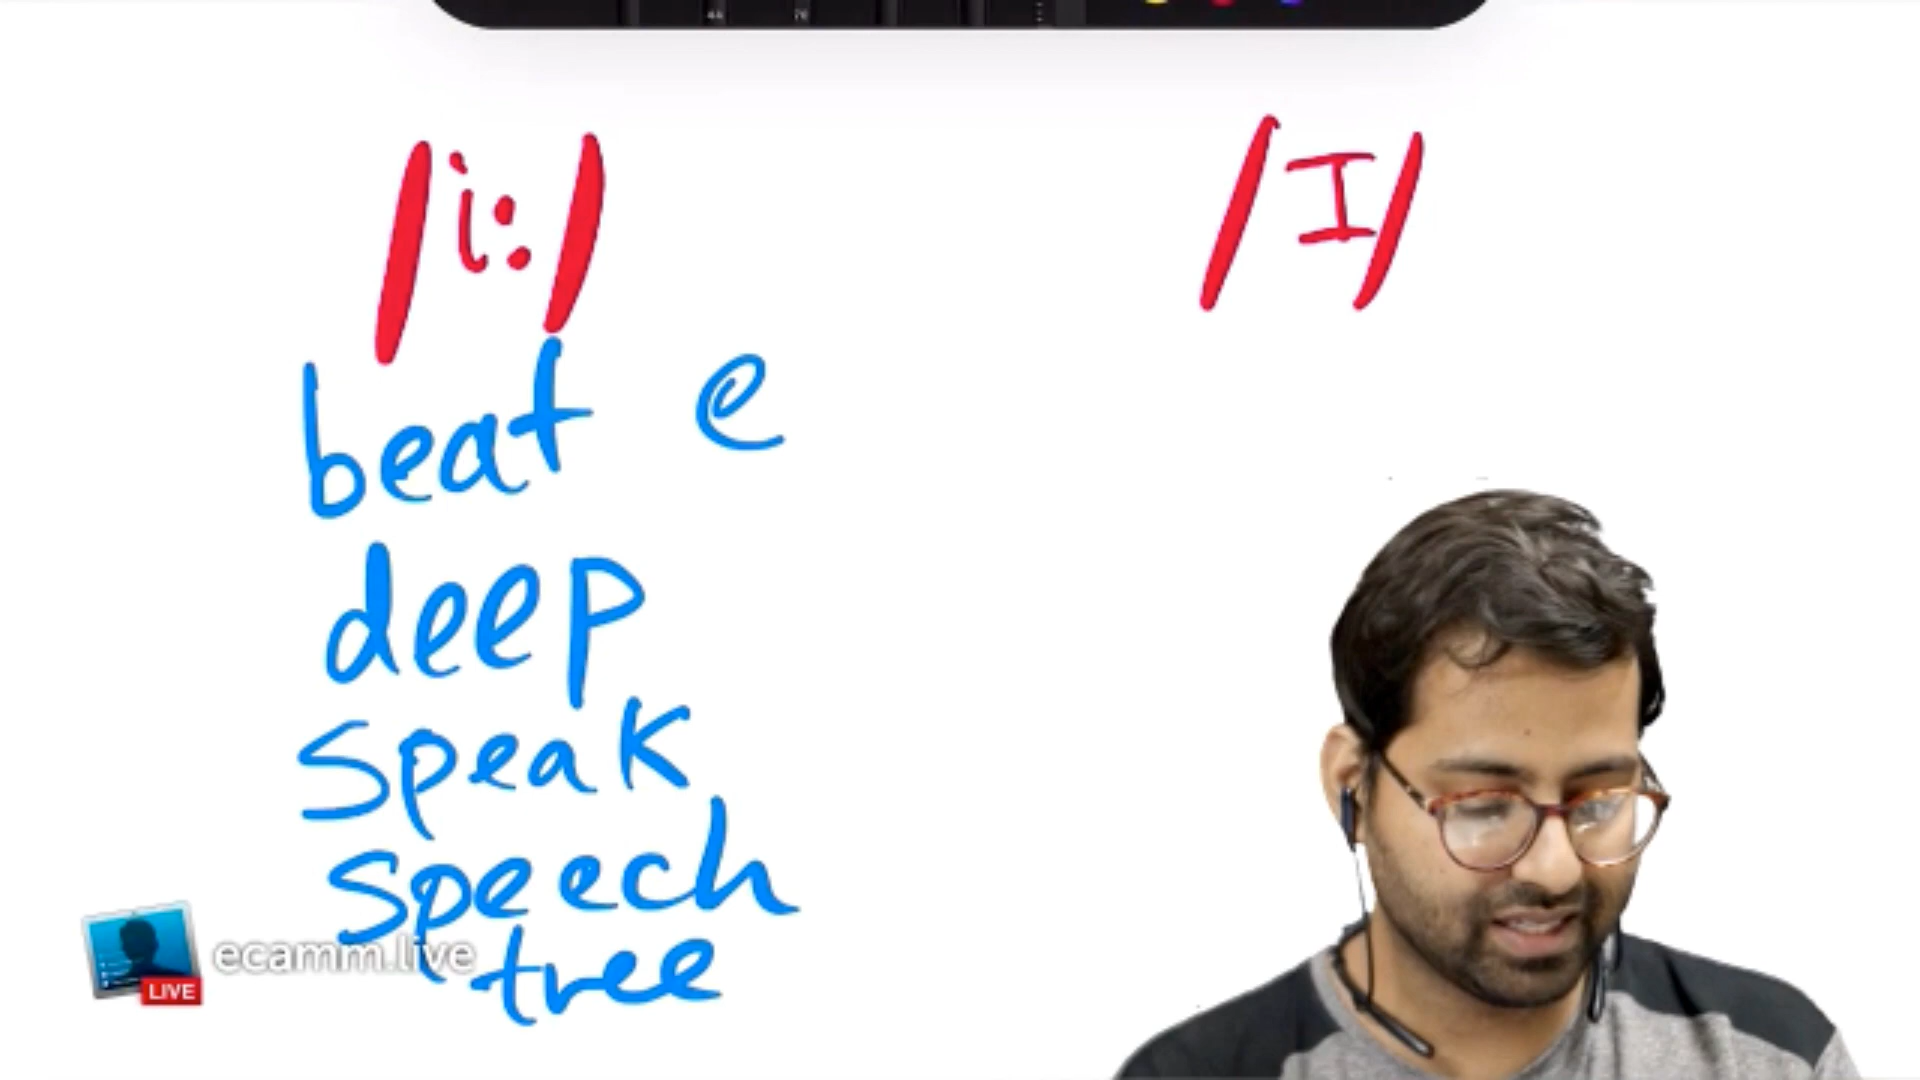 /i:/ /I/
beat e
deep
speak
speech
tree
ecamm.live
LIVE